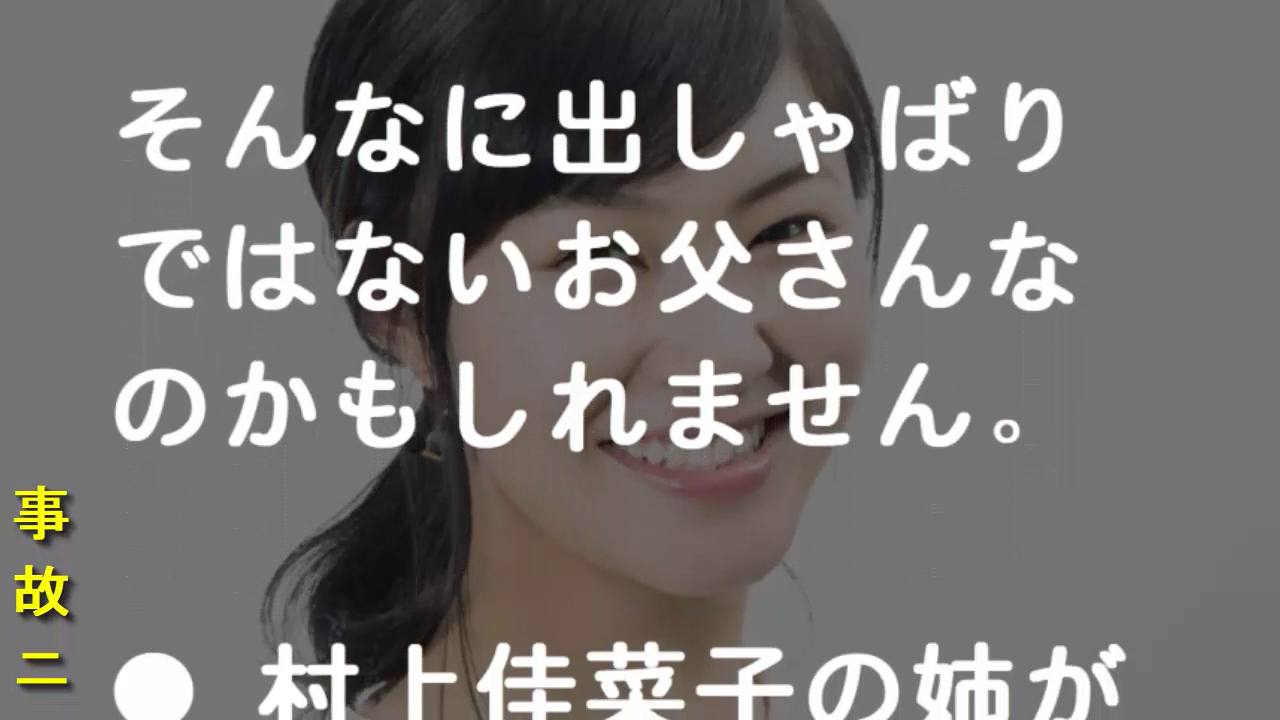 そんなに出しゃばり
ではないお父さんな
のかもしれません。
● 村上佳菜子の姉が
事故ニ